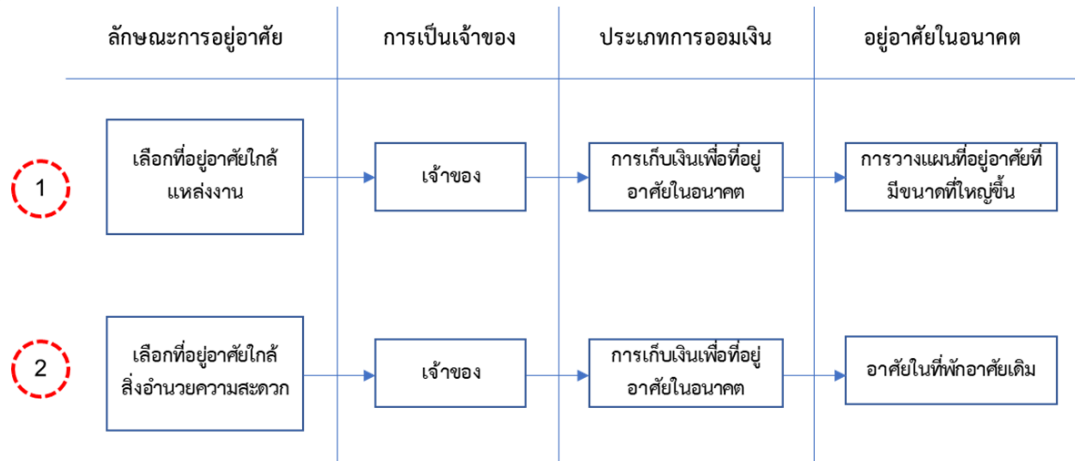 ลักษณะการอยู่อาศัย การเป็นเจ้าของ ประเภทการออมเงิน อยู่อาศัยในอนาคต
1
เลือกที่อยู่อาศัยใกล้
แหล่งงาน
เจ้าของ
การเก็บเงินเพื่อที่อยู่
อาศัยในอนาคต
การวางแผนที่อยู่อาศัยที่
มีขนาดที่ใหญ่ขึ้น
2
เลือกที่อยู่อาศัยใกล้
สิ่งอำนวยความสะดวก
เจ้าของ
การเก็บเงินเพื่อที่อยู่
อาศัยในอนาคต
อาศัยในที่พักอาศัยเดิม